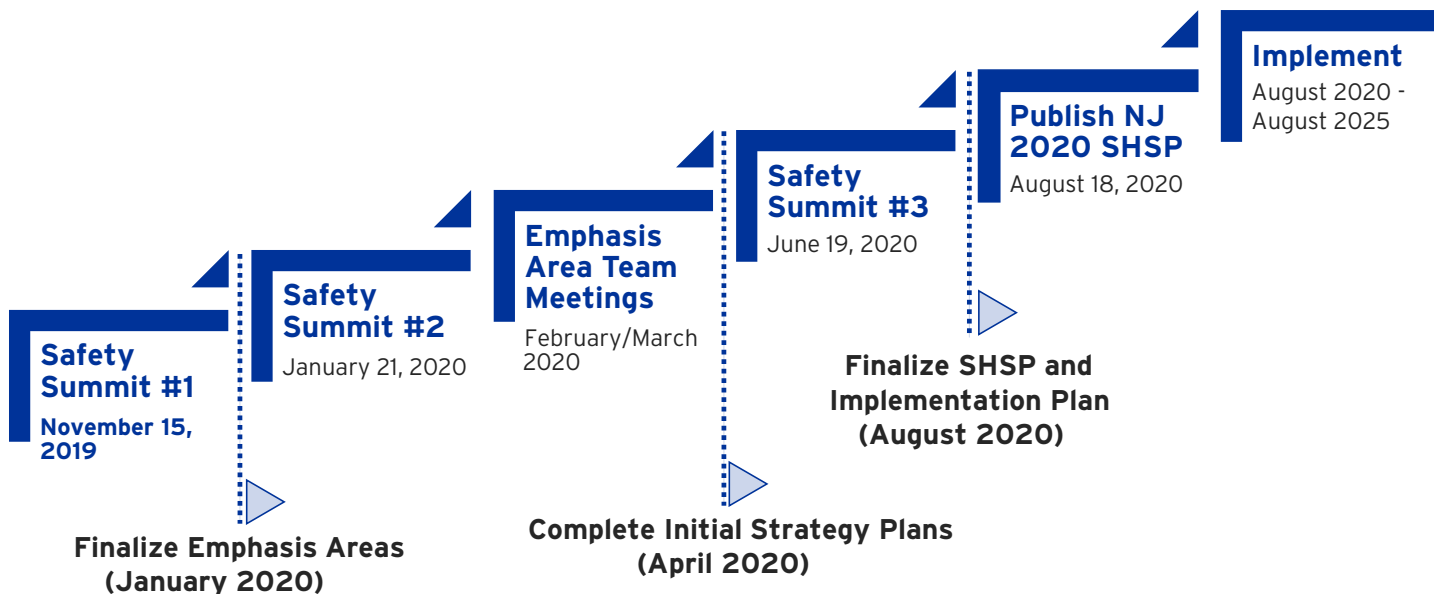 Safety
Summit #1
November 15,
2019
Finalize Emphasis Areas
(January 2020)
Safety
Summit #2
January 21, 2020
Emphasis
Area Team
Meetings
February/March
2020
Complete Initial Strategy Plans
(April 2020)
Safety
Summit #3
June 19, 2020
Finalize SHSP and
Implementation Plan
(August 2020)
Publish NJ
2020 SHSP
August 18, 2020
Implement
August 2020 -
August 2025